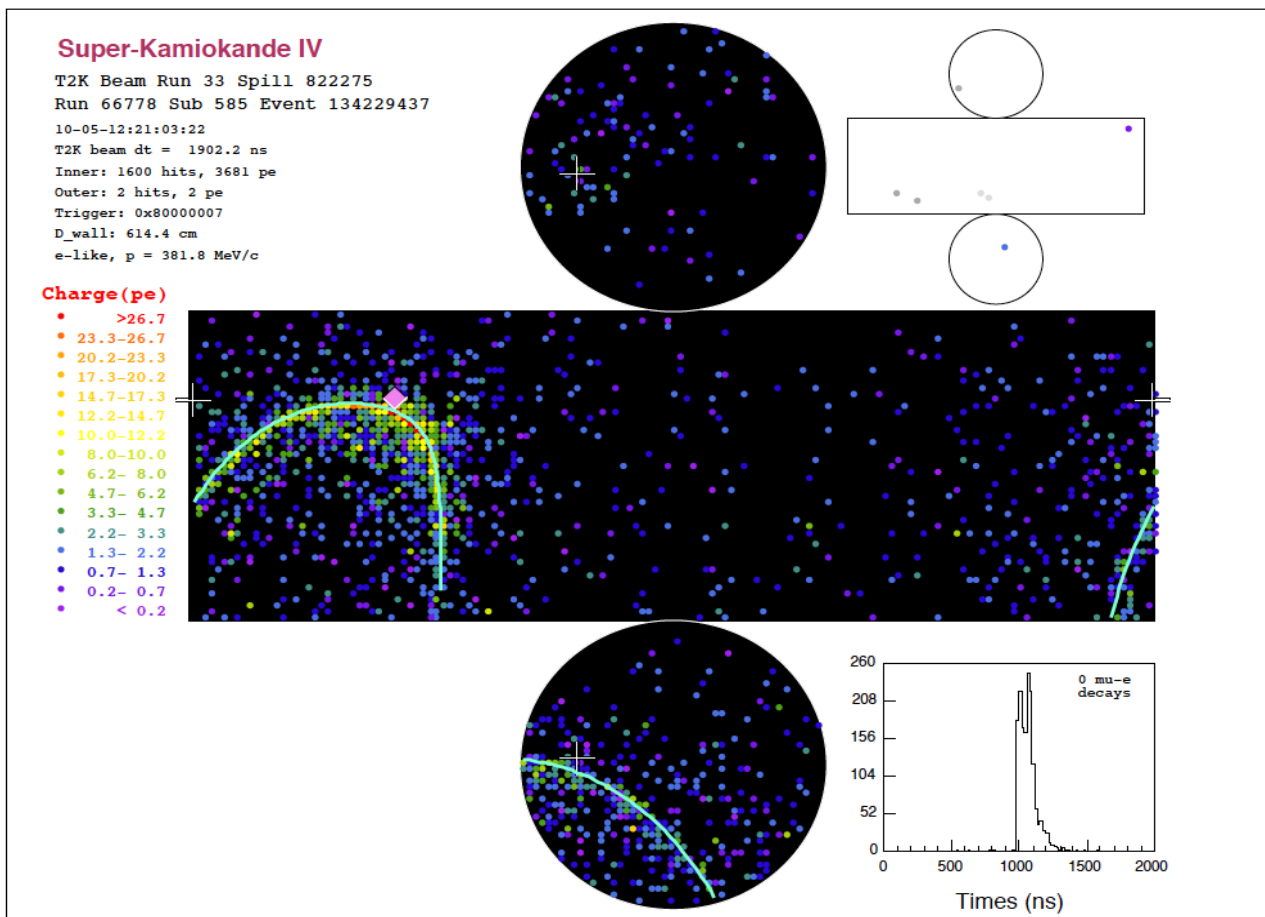 Super-Kamiokande IV
T2K Beam Run 33 Spill 822275
Run 66778 Sub 585 Event 134229437
10-05-12:21:03:22
T2K beam dt = 1902.2 ns
Inner: 1600 hits, 3681 pe
Outer: 2 hits, 2 pe
Trigger: 0x80000007
D_wall: 614.4 cm
e-like, p = 381.8 MeV/c
Charge(pe)
>26.7
23.3-26.7
20.2-23.3
17.3-20.2
14.7-17.3
12.2-14.7
10.0-12.2
8.0-10.0
6.2- 8.0
4.7- 6.2
3.3- 4.7
2.2- 3.3
1.3- 2.2
0.7- 1.3
0.2- 0.7
< 0.2
260
208
156
104
52
0
0 mu-e
decays
0 500 1000 1500 2000
Times (ns)